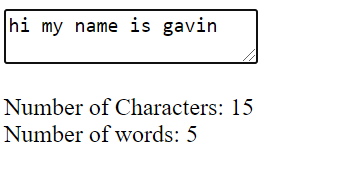 hi my name is gavin
Number of Characters: 15
Number of words: 5